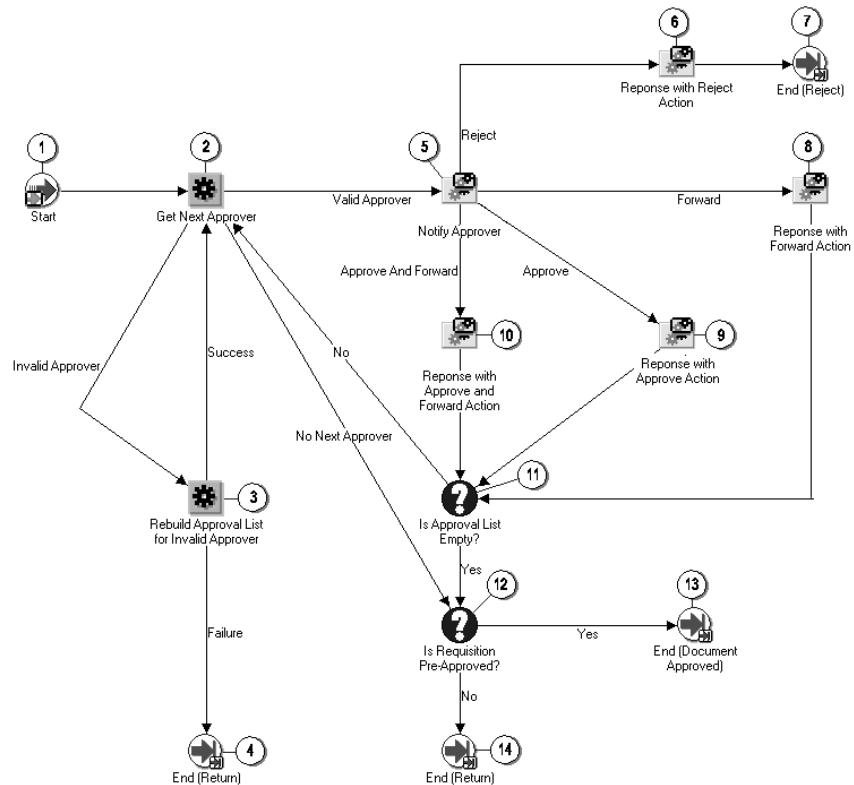 6
7
Reponse with Reject
Action
End (Reject)
Reject
1
2
5
8
Start
Get Next Approver
Valid Approver
Notify Approver
Forward
Reponse with
Forward Action
Approve And Forward
Approve
10
9
Invalid Approver
Success
No
Reponse with
Approve and
Forward Action
Reponse with
Approve Action
No Next Approver
11
3
Rebuild Approval List
for Invalid Approver
Is Approval List
Empty?
Yes
12
13
Failure
Yes
Is Requisition
Pre-Approved?
End (Document
Approved)
No
4
14
End (Return)
End (Return)